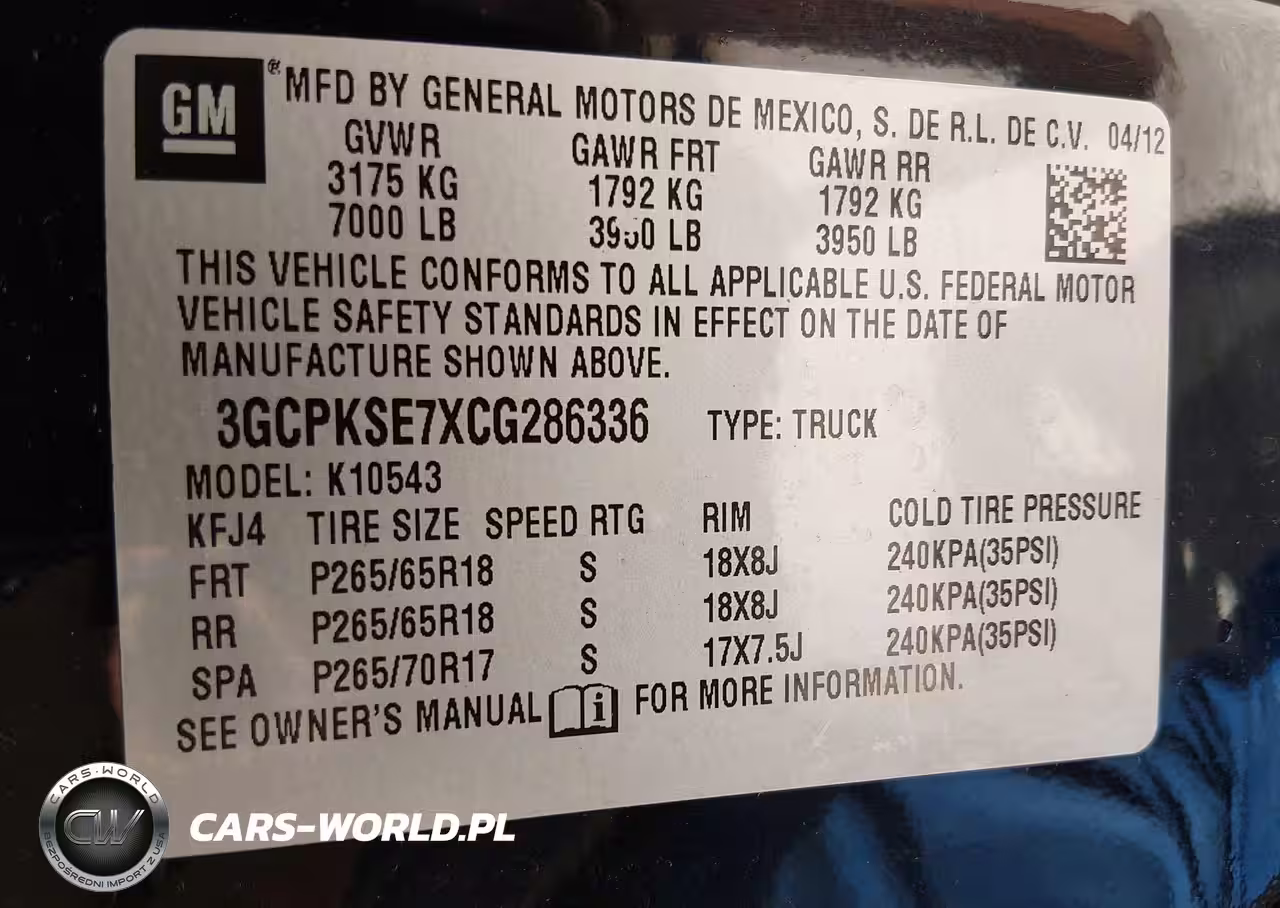 GM
® MFD BY GENERAL MOTORS DE MEXICO, S. DE R.L. DE C.V. 04/12
GVWR GAWR FRT GAWR RR
3175 KG 1792 KG 1792 KG
7000 LB 3950 LB 3950 LB
THIS VEHICLE CONFORMS TO ALL APPLICABLE U.S. FEDERAL MOTOR
VEHICLE SAFETY STANDARDS IN EFFECT ON THE DATE OF
MANUFACTURE SHOWN ABOVE.
3GCPKSE7XCG286336 TYPE: TRUCK
MODEL: K10543
KFJ4 TIRE SIZE SPEED RTG RIM COLD TIRE PRESSURE
FRT P265/65R18 S 18X8J 240KPA(35PSI)
RR P265/65R18 S 18X8J 240KPA(35PSI)
SPA P265/70R17 S 17X7.5J 240KPA(35PSI)
SEE OWNER'S MANUAL i FOR MORE INFORMATION.
CARS-WORLD
CW
BEZPOŚREDNI IMPORT Z USA
CARS-WORLD.PL